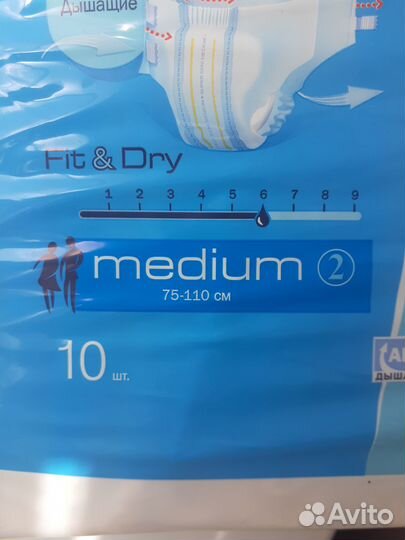 Дышащие
Fit & Dry
1 2 3 4 5 6 7 8 9
medium 2
75-110 см
10 шт.
Avito